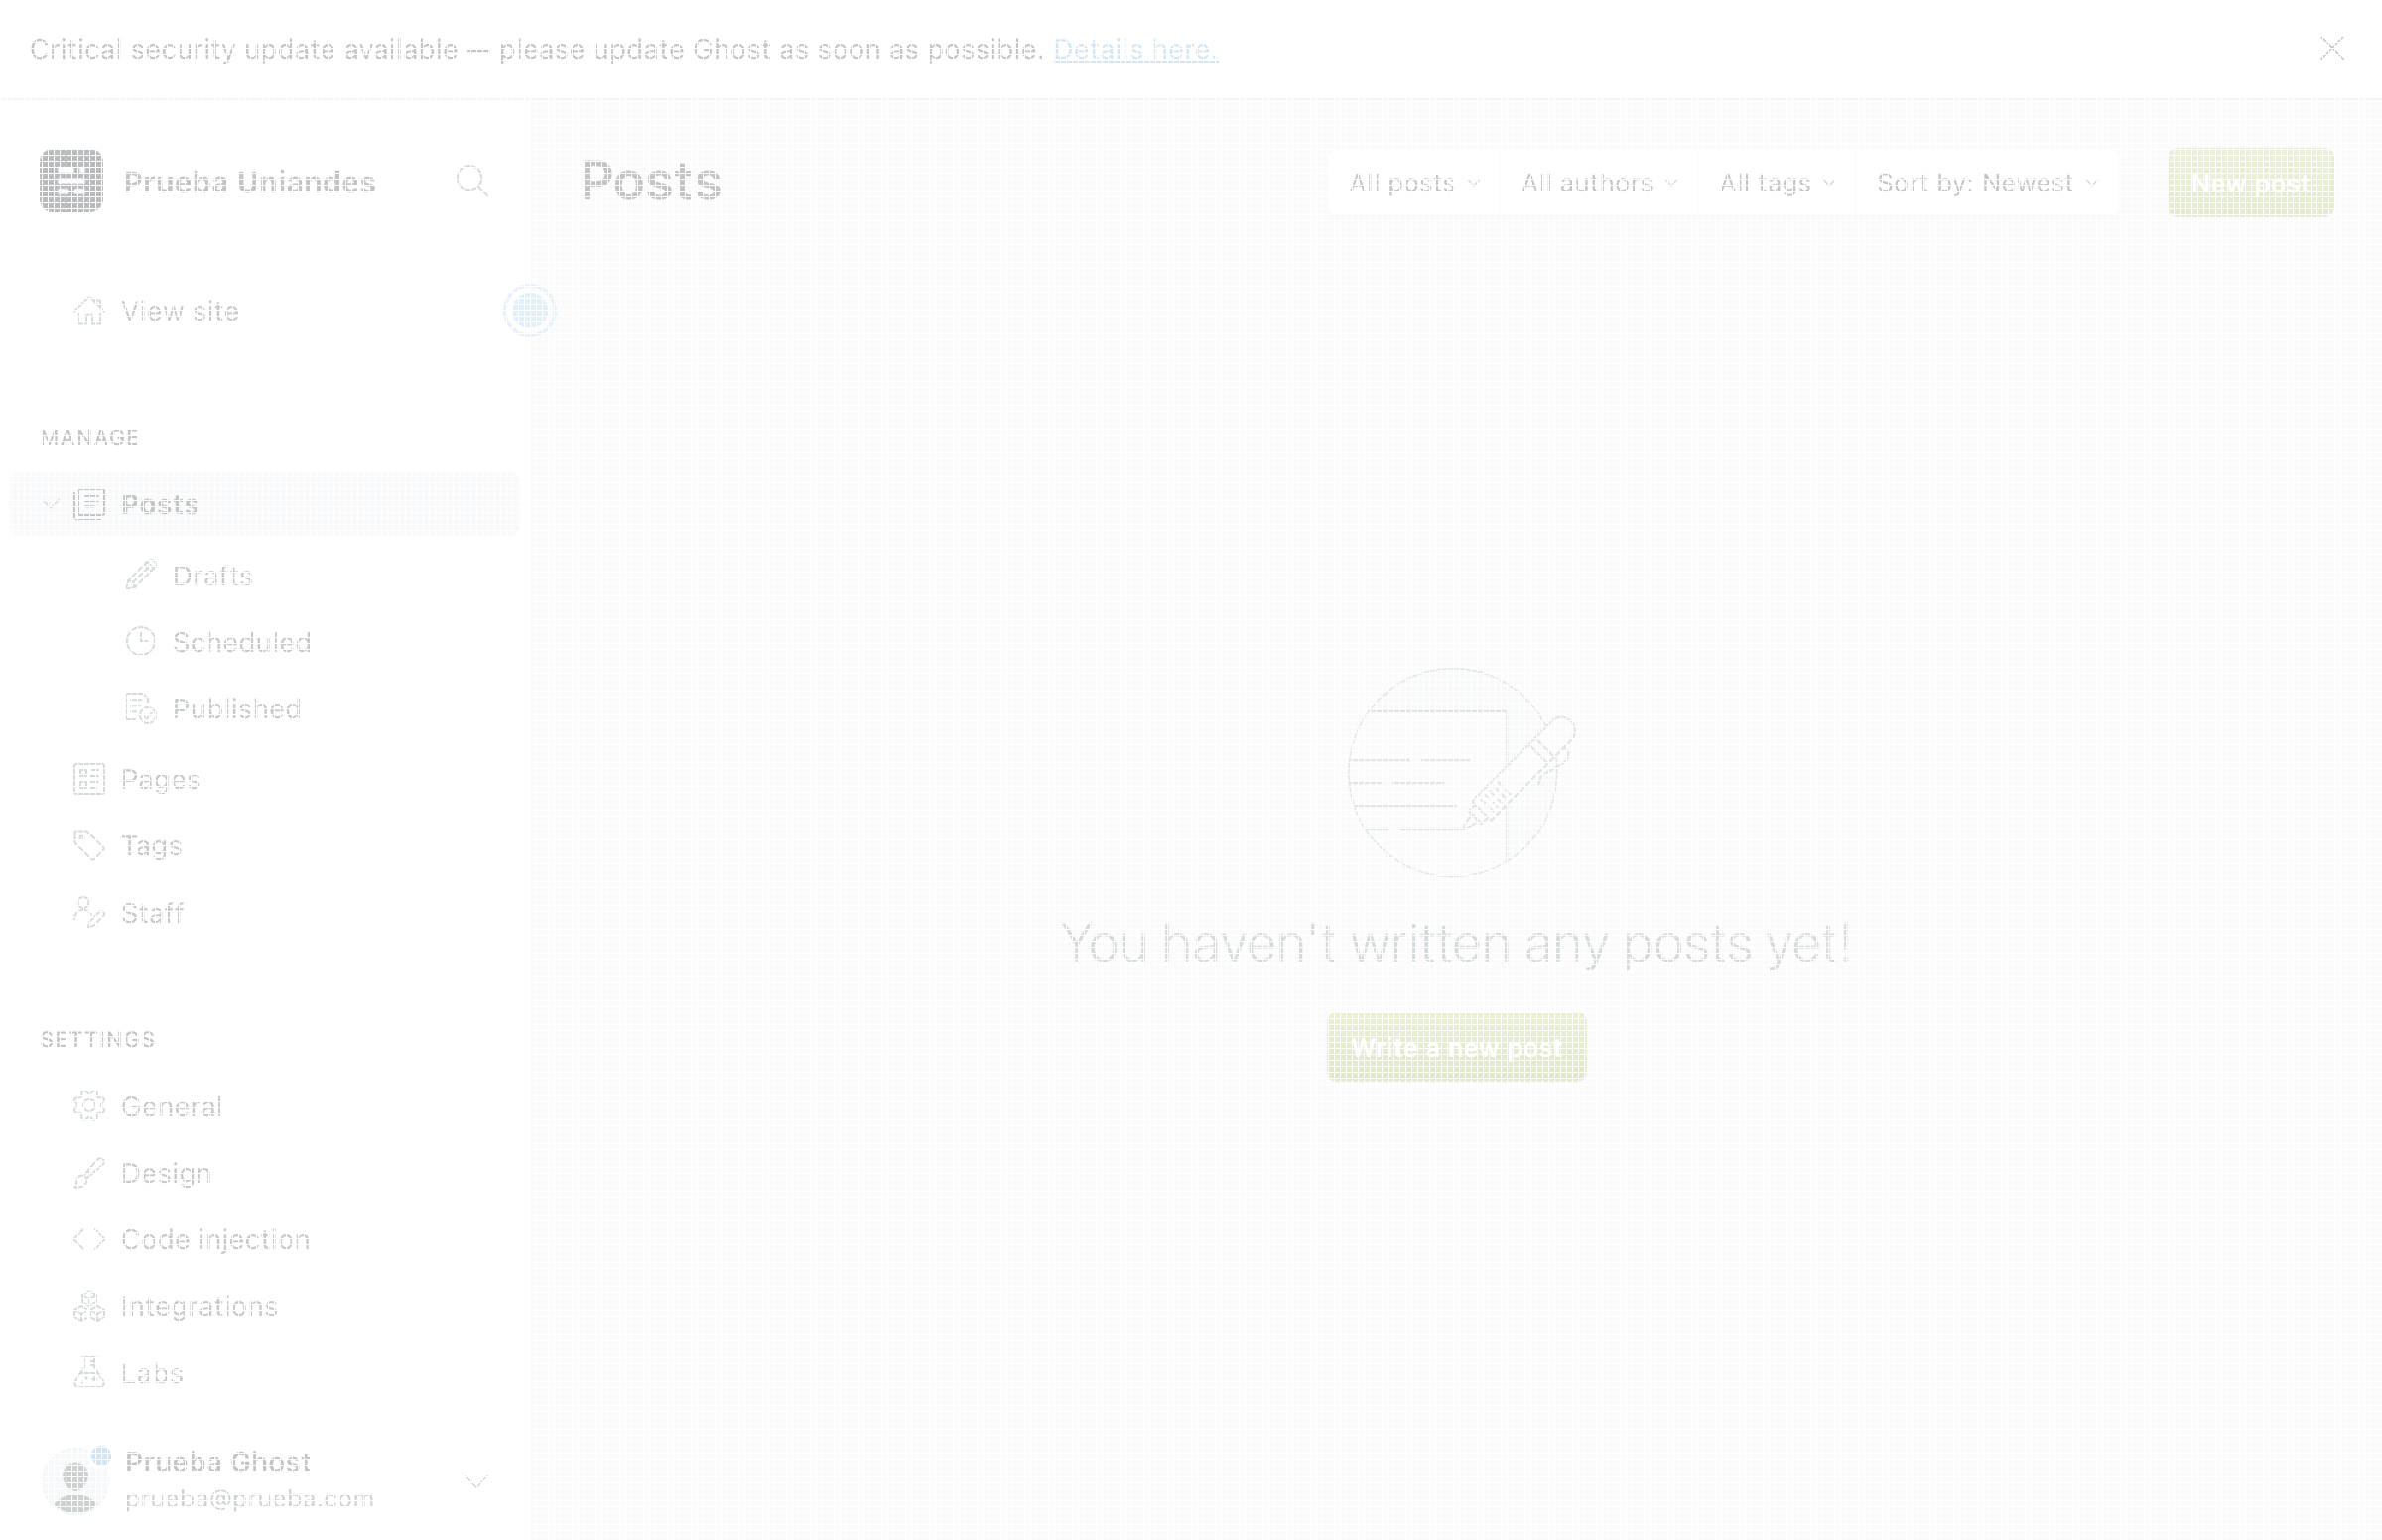 Critical security update available — please update Ghost as soon as possible. Details here.
Prueba Uniandes
Posts
All posts
All authors
All tags
Sort by: Newest
New post
View site
MANAGE
Posts
Drafts
Scheduled
Published
Pages
Tags
Staff
You haven't written any posts yet!
Write a new post
SETTINGS
General
Design
Code injection
Integrations
Labs
Prueba Ghost
prueba@prueba.com